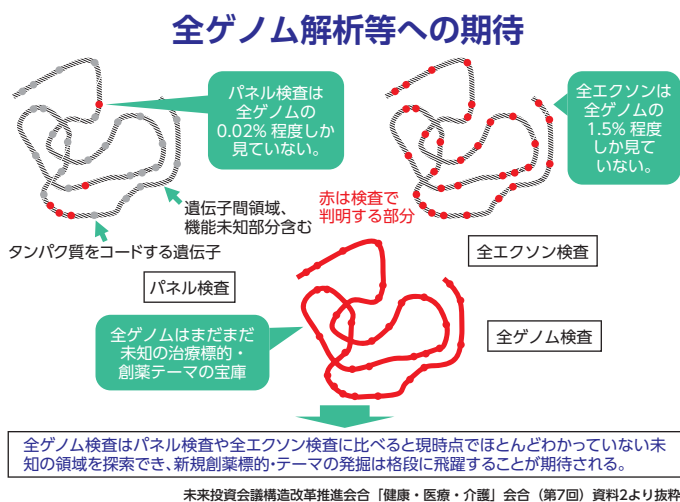 全ゲノム解析等への期待
パネル検査は
全ゲノムの
0.02% 程度しか
見ていない。
全エクソンは
全ゲノムの
1.5% 程度
しか見て
いない。
遺伝子間領域、
機能未知部分含む
赤は検査で
判明する部分
タンパク質をコードする遺伝子
全エクソン検査
パネル検査
全ゲノムはまだまだ
未知の治療標的・
創薬テーマの宝庫
全ゲノム検査
全ゲノム検査はパネル検査や全エクソン検査に比べると現時点でほとんどわかっていない未
知の領域を探索でき、新規創薬標的・テーマの発掘は格段に飛躍することが期待される。
未来投資会議構造改革推進会合「健康・医療・介護」会合（第7回）資料2より抜粋